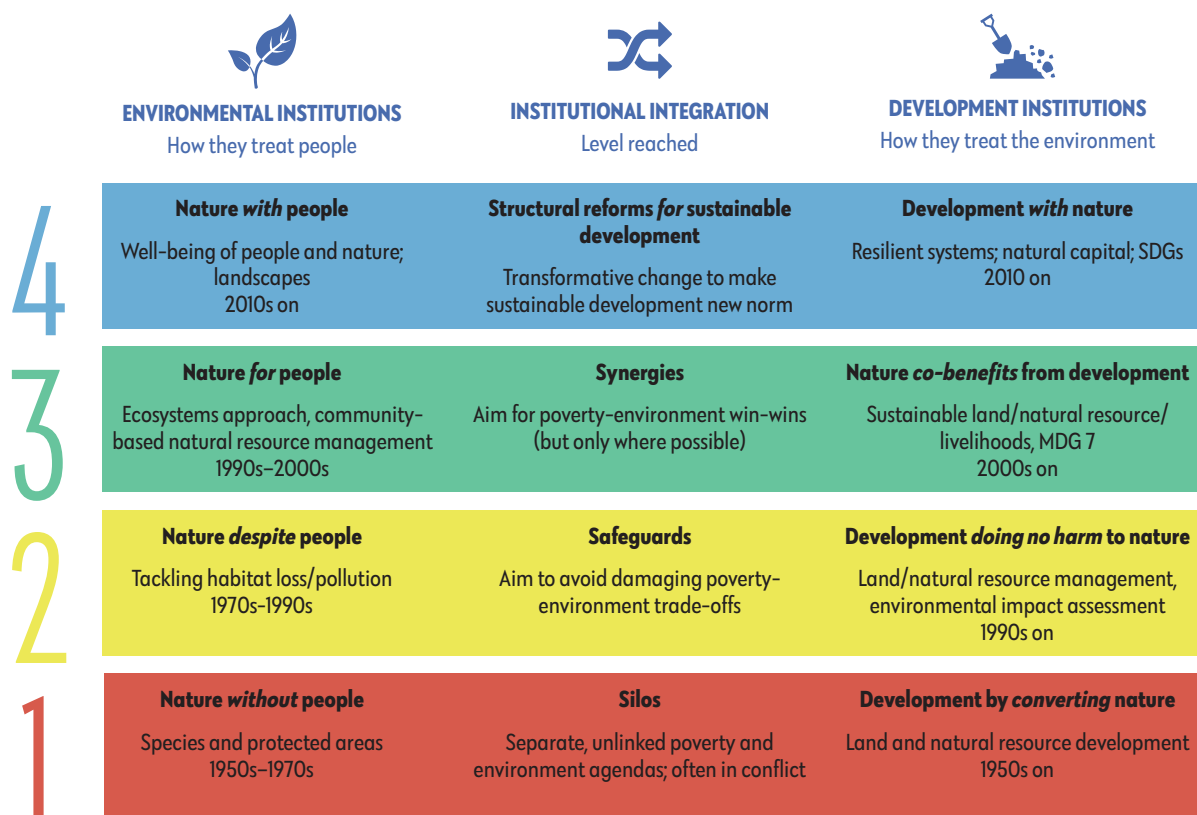 ENVIRONMENTAL INSTITUTIONS
How they treat people
INSTITUTIONAL INTEGRATION
Level reached
DEVELOPMENT INSTITUTIONS
How they treat the environment
4
Nature with people
Well-being of people and nature;
landscapes
2010s on
Structural reforms for sustainable
development
Transformative change to make
sustainable development new norm
Development with nature
Resilient systems; natural capital; SDGs
2010 on
3
Nature for people
Ecosystems approach, community-
based natural resource management
1990s–2000s
Synergies
Aim for poverty-environment win-wins
(but only where possible)
Nature co-benefits from development
Sustainable land/natural resource/
livelihoods, MDG 7
2000s on
2
Nature despite people
Tackling habitat loss/pollution
1970s-1990s
Safeguards
Aim to avoid damaging poverty-
environment trade-offs
Development doing no harm to nature
Land/natural resource management,
environmental impact assessment
1990s on
1
Nature without people
Species and protected areas
1950s–1970s
Silos
Separate, unlinked poverty and
environment agendas; often in conflict
Development by converting nature
Land and natural resource development
1950s on